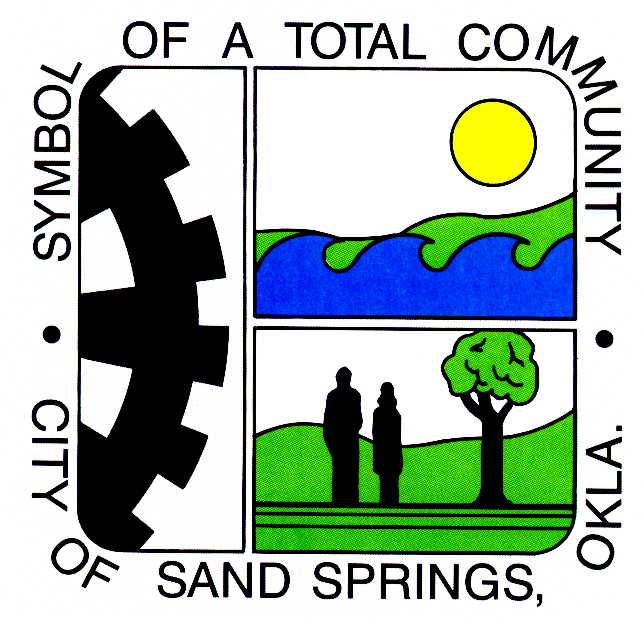 SYMBOL OF A TOTAL COMMUNITY
• CITY OF SAND SPRINGS, OKLA. •